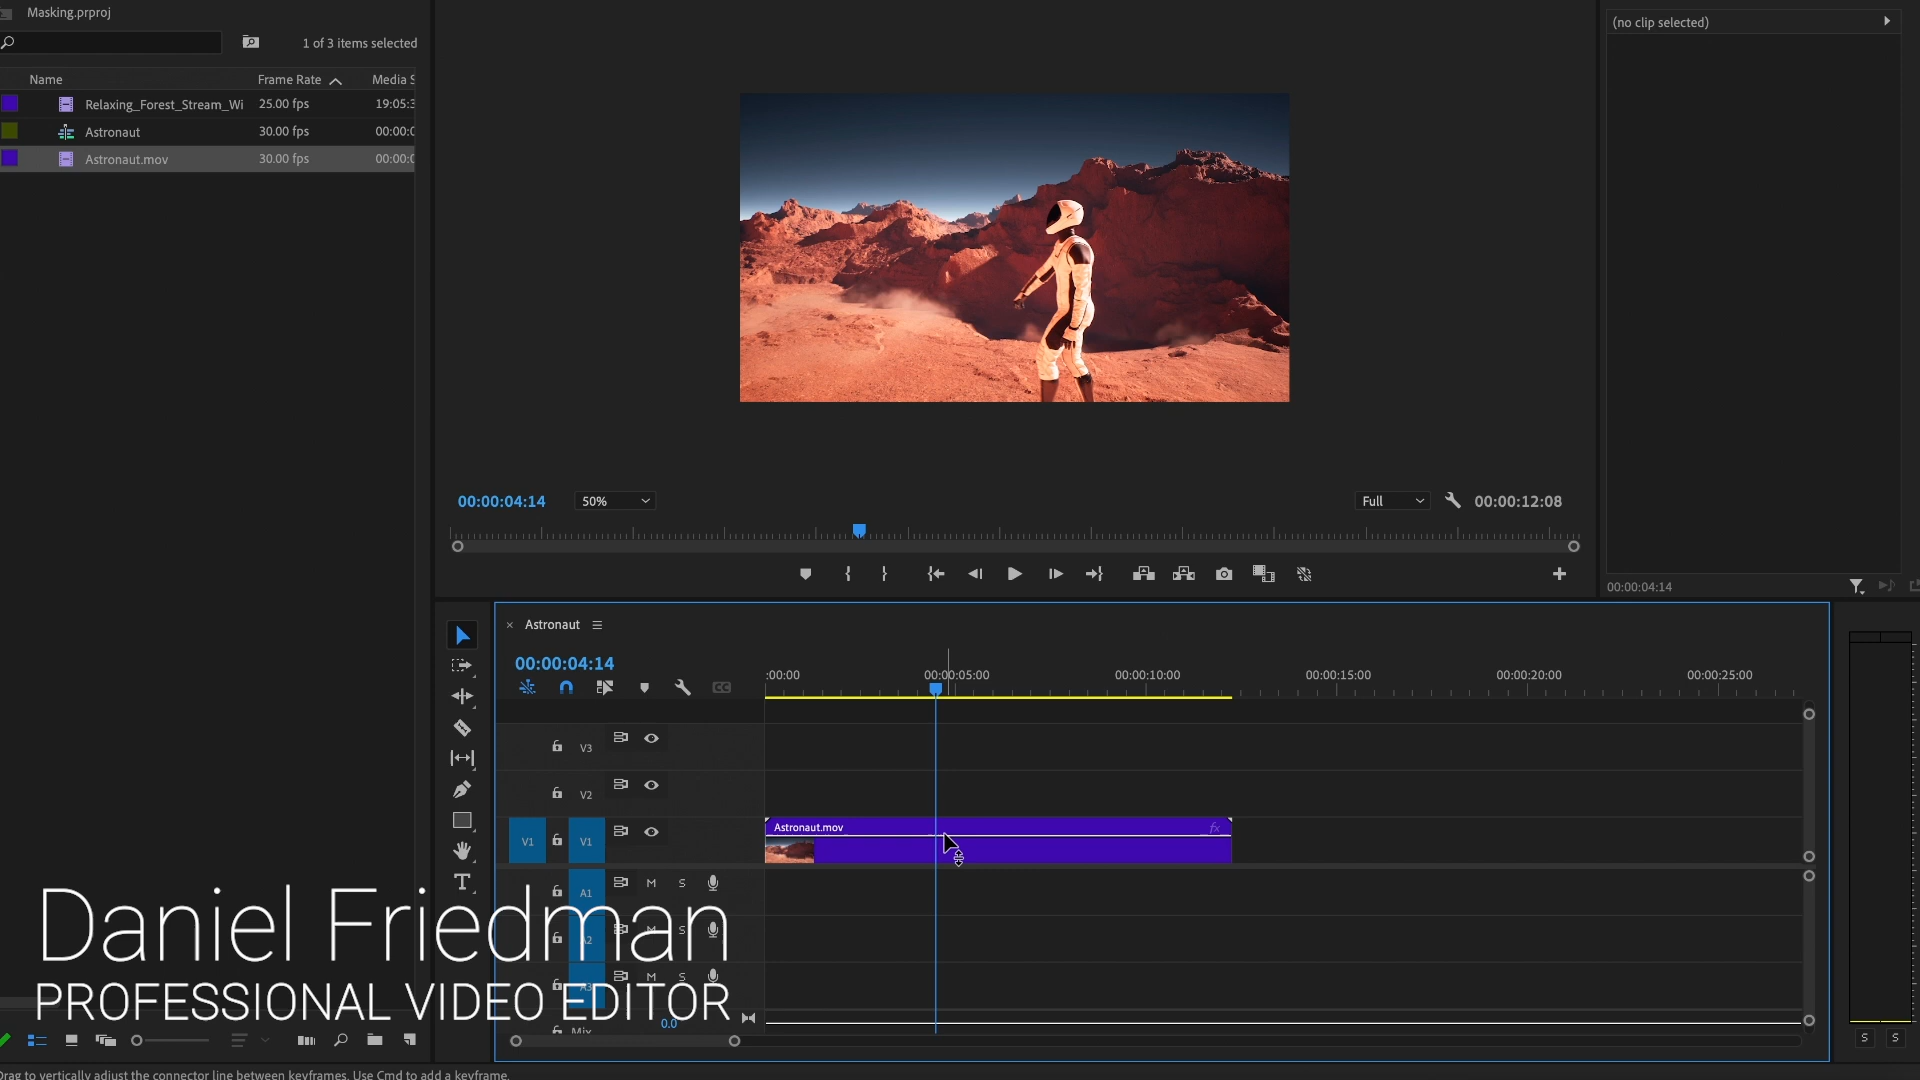 Masking.prproj
1 of 3 items selected
Name Frame Rate Media S
Relaxing_Forest_Stream_Wi 25.00 fps 19:05:3
Astronaut 30.00 fps 00:00:0
Astronaut.mov 30.00 fps 00:00:0
(no clip selected)
00:00:04:14 50% Full 00:00:12:08
00:00:04:14
Astronaut
00:00:04:14
:00:00 00:00:05:00 00:00:10:00 00:00:15:00 00:00:20:00 00:00:25:00
CC
V3
V2
V1 V1
Astronaut.mov fx
A1 M S
A2 M S
A3 M S
Mix 0.0
Daniel Friedman
PROFESSIONAL VIDEO EDITOR
S S
Drag to vertically adjust the connector line between keyframes. Use Cmd to add a keyframe.